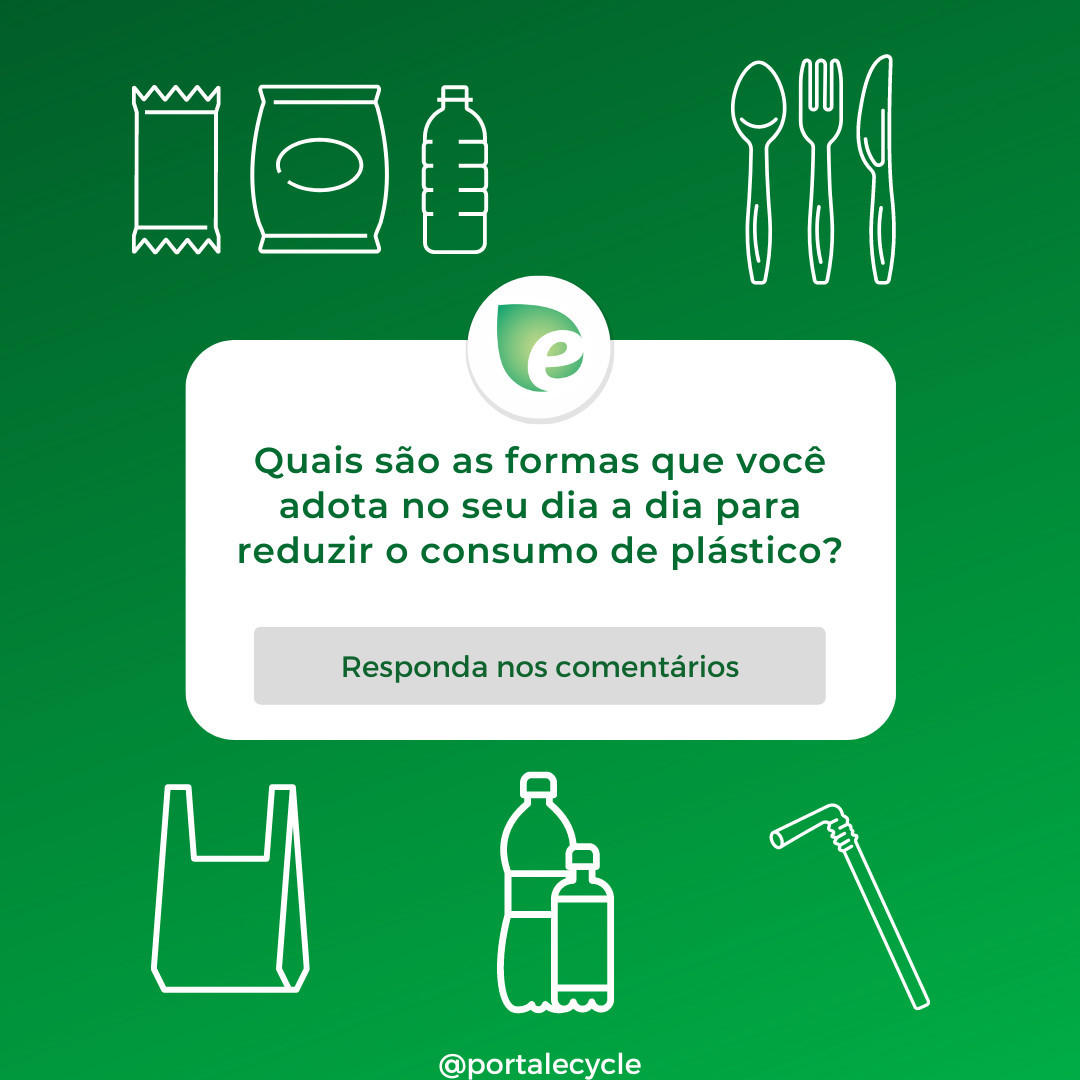 e
Quais são as formas que você
adota no seu dia a dia para
reduzir o consumo de plástico?
Responda nos comentários
@portalecycle